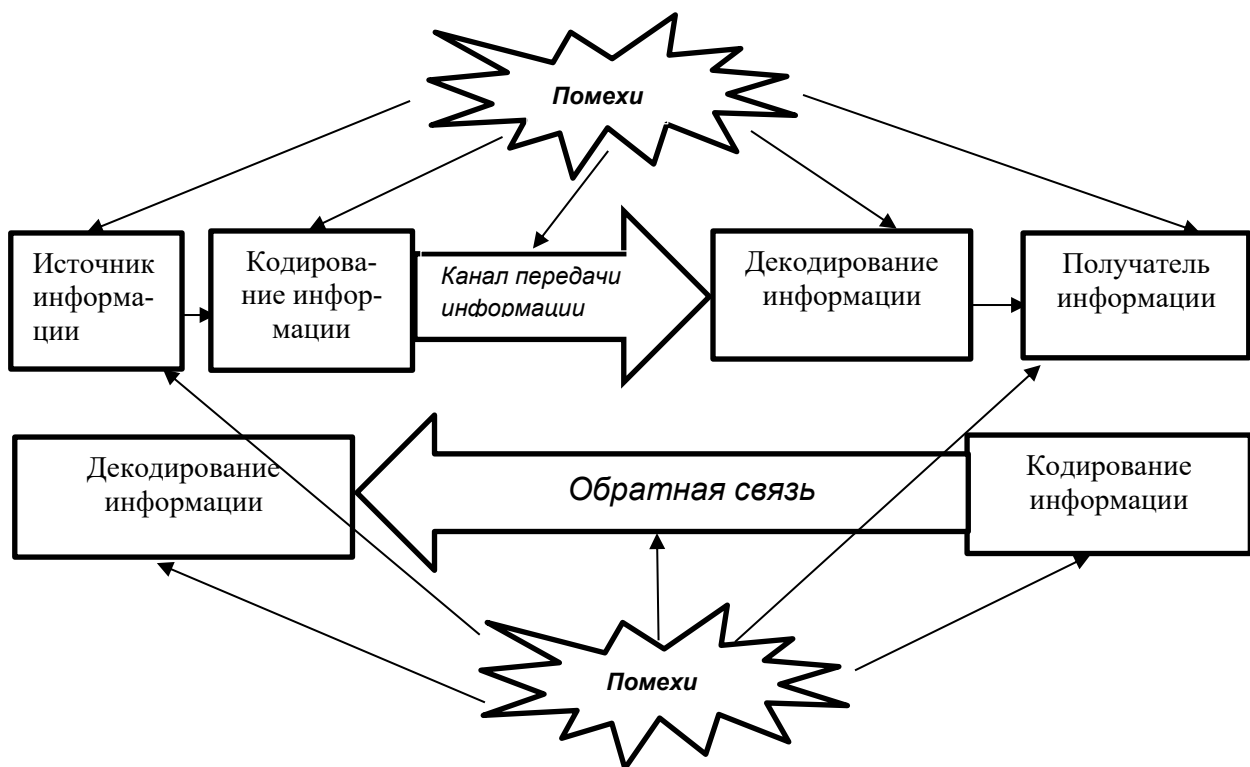 Помехи
Источник
информа-
ции
Кодирова-
ние инфор-
мации
Канал передачи
информации
Декодирование
информации
Получатель
информации
Декодирование
информации
Обратная связь
Кодирование
информации
Помехи